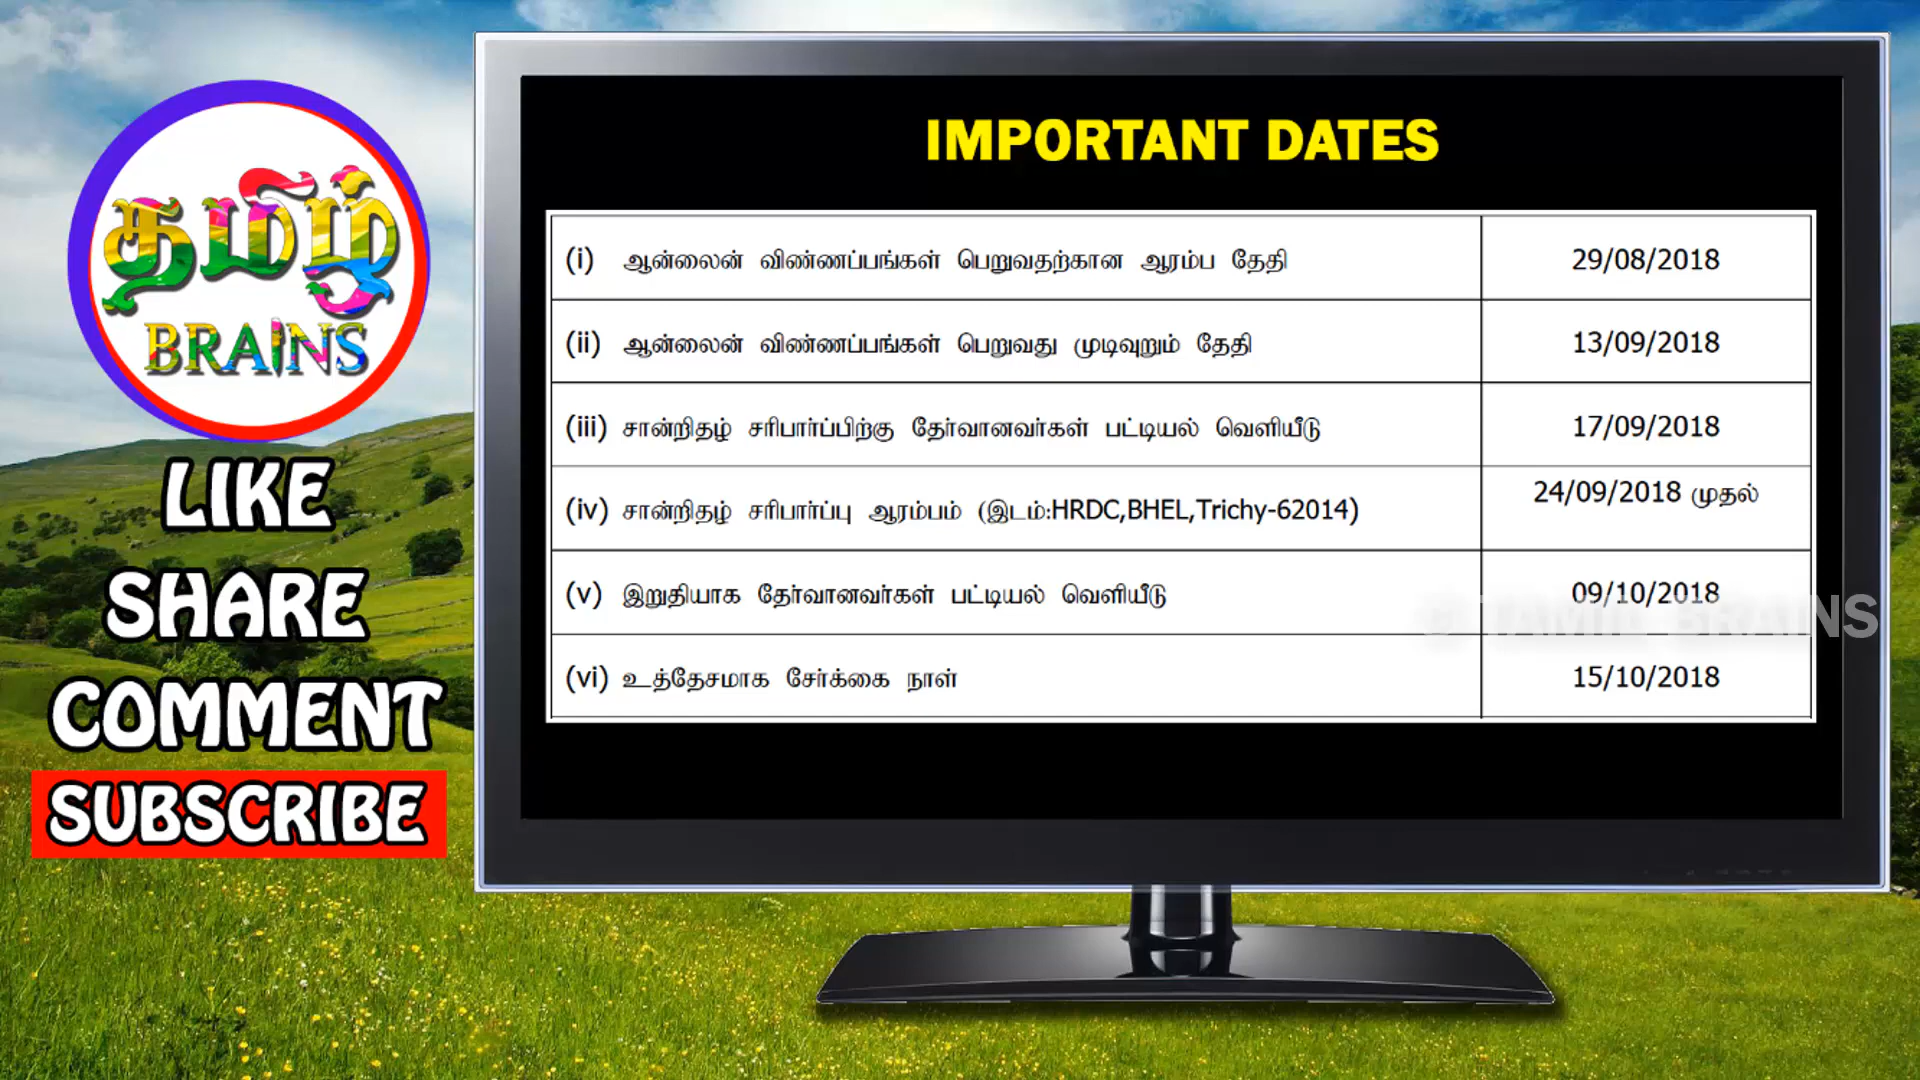 தமிழ்
BRAINS
LIKE
SHARE
COMMENT
SUBSCRIBE
IMPORTANT DATES
(i) ஆன்லைன் விண்ணப்பங்கள் பெறுவதற்கான ஆரம்ப தேதி 29/08/2018
(ii) ஆன்லைன் விண்ணப்பங்கள் பெறுவது முடிவுறும் தேதி 13/09/2018
(iii) சான்றிதழ் சரிபார்ப்பிற்கு தேர்வானவர்கள் பட்டியல் வெளியீடு 17/09/2018
(iv) சான்றிதழ் சரிபார்ப்பு ஆரம்பம் (இடம்:HRDC,BHEL,Trichy-62014) 24/09/2018 முதல்
(v) இறுதியாக தேர்வானவர்கள் பட்டியல் வெளியீடு 09/10/2018
© TAMIL BRAINS
(vi) உத்தேசமாக சேர்க்கை நாள் 15/10/2018